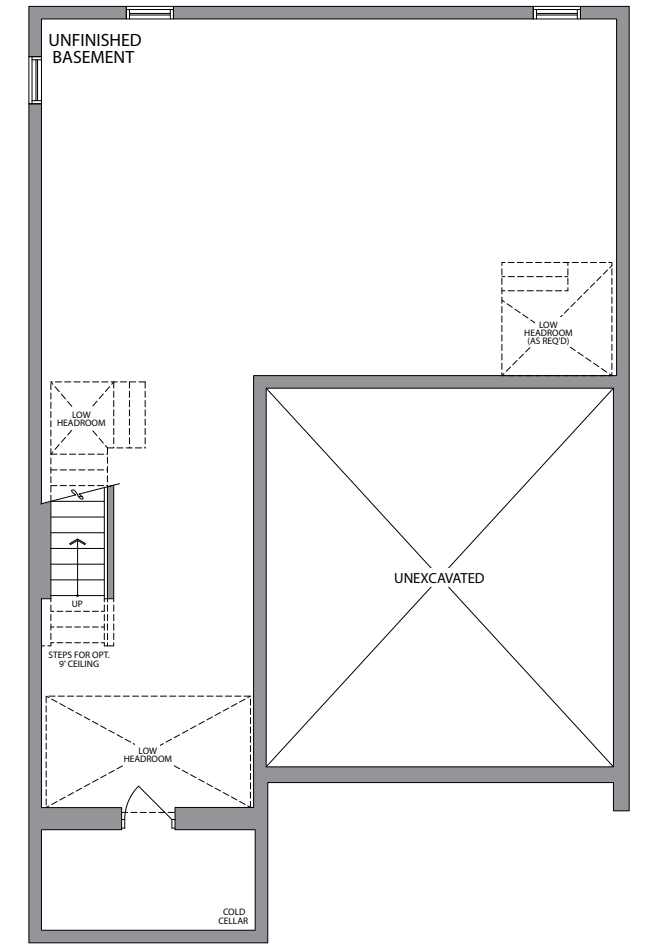 UNFINISHED
BASEMENT
LOW
HEADROOM
(AS REQ'D)
LOW
HEADROOM
UNEXCAVATED
UP
STEPS FOR OPT.
9' CEILING
LOW
HEADROOM
COLD
CELLAR